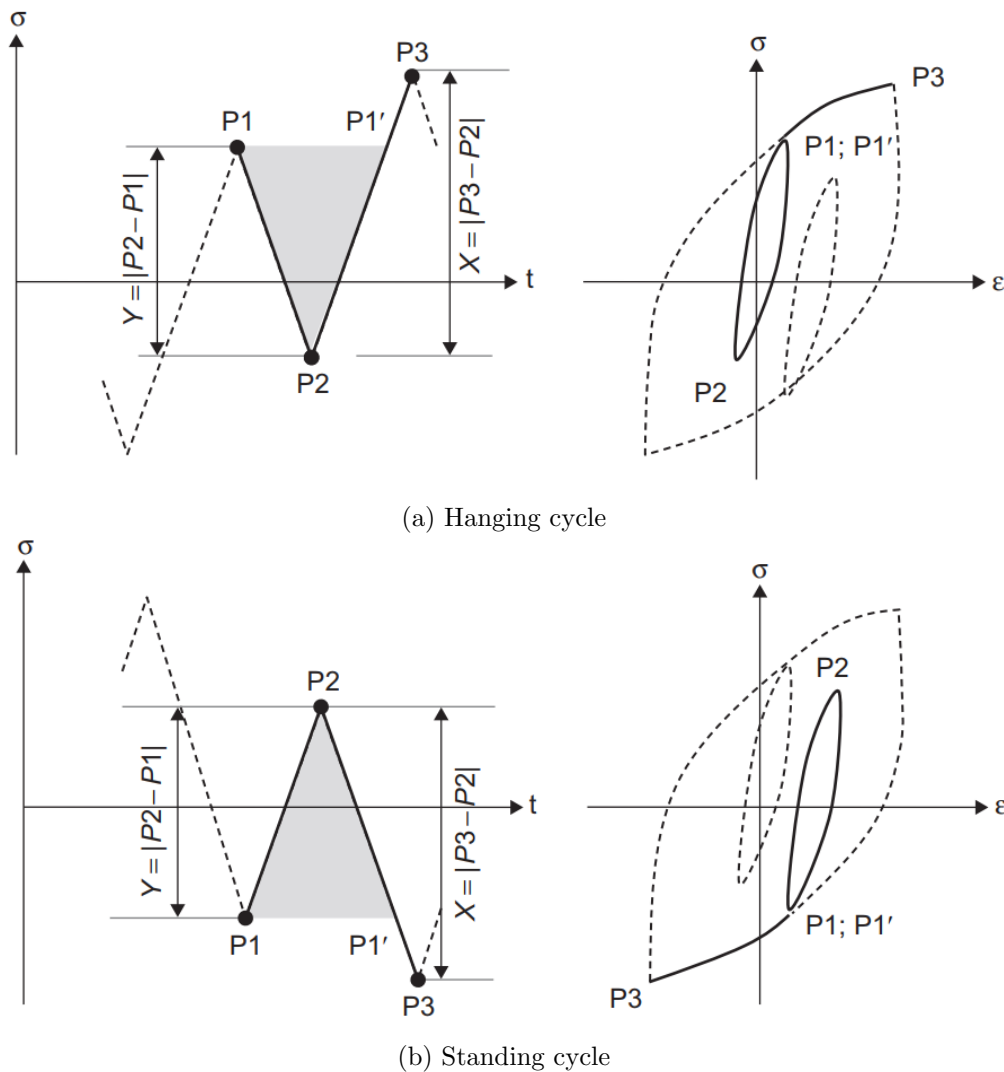 σ
P3
P1
P1′
Y = |P2 – P1|
X = |P3 – P2|
t
P2
σ
P3
P1; P1′
ε
P2
(a) Hanging cycle
σ
P2
Y = |P2 – P1|
X = |P3 – P2|
t
P1
P1′
P3
σ
P2
ε
P1; P1′
P3
(b) Standing cycle